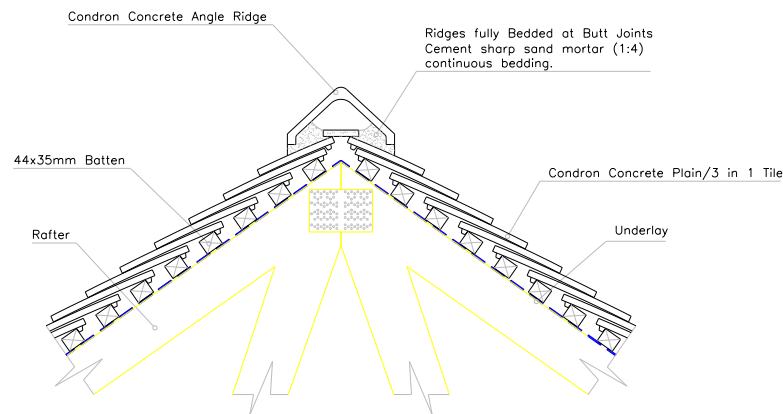 Condron Concrete Angle Ridge
Ridges fully Bedded at Butt Joints
Cement sharp sand mortar (1:4)
continuous bedding.
44x35mm Batten
Condron Concrete Plain/3 in 1 Tile
Rafter
Underlay